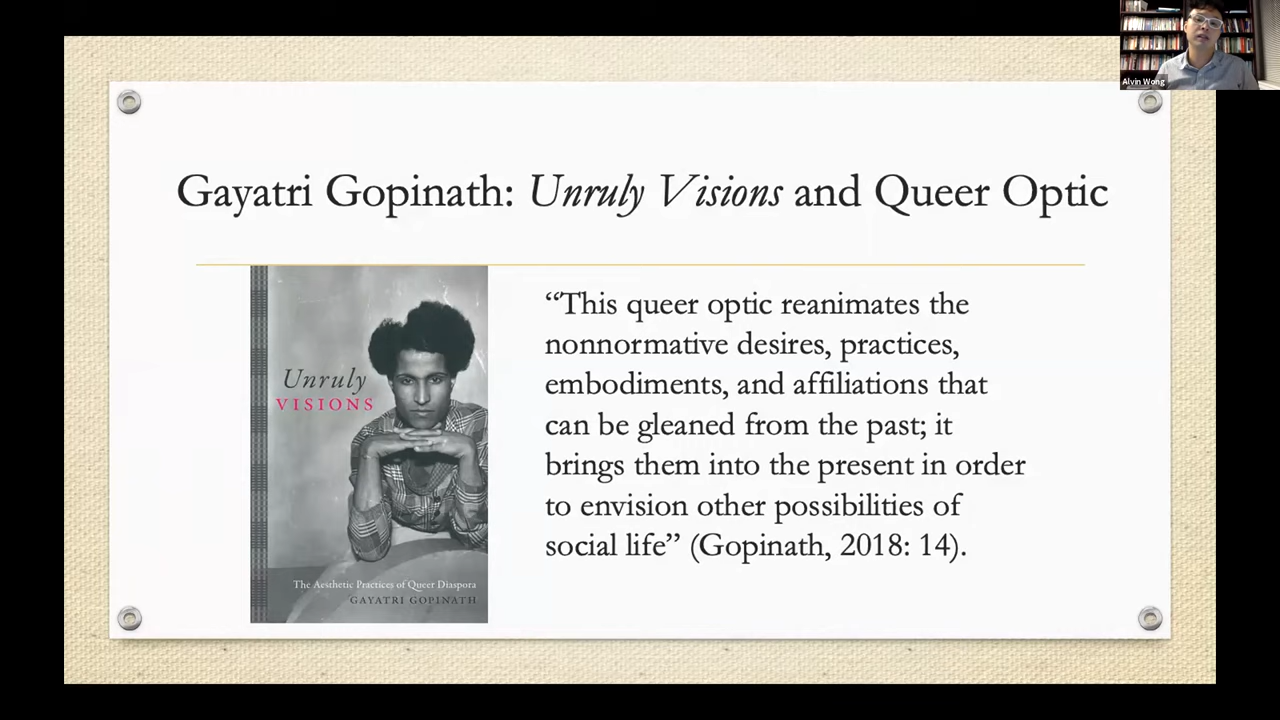 Alvin Wong
Gayatri Gopinath: Unruly Visions and Queer Optic
Unruly
VISIONS
The Aesthetic Practices of Queer Diaspora
GAYATRI GOPINATH
“This queer optic reanimates the
nonnormative desires, practices,
embodiments, and affiliations that
can be gleaned from the past; it
brings them into the present in order
to envision other possibilities of
social life” (Gopinath, 2018: 14).